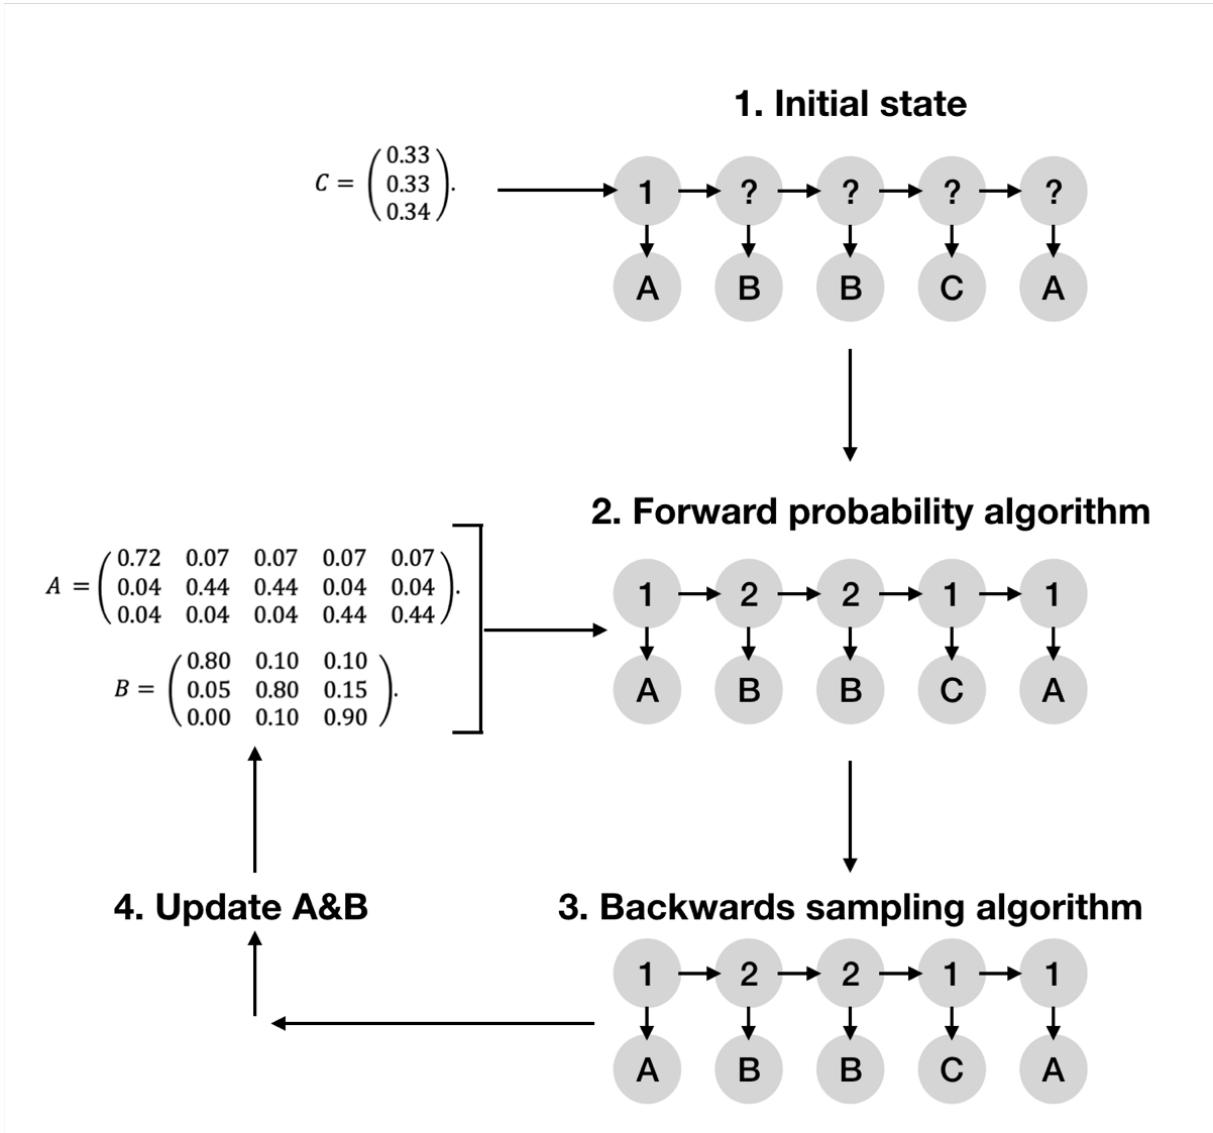 1. Initial state
C = ( 0.33
0.33
0.34 ).
1 ? ? ? ?
A B B C A
2. Forward probability algorithm
A = ( 0.72 0.07 0.07 0.07 0.07
0.04 0.44 0.44 0.04 0.04
0.04 0.04 0.04 0.44 0.44 ).
B = ( 0.80 0.10 0.10
0.05 0.80 0.15
0.00 0.10 0.90 ).
1 2 2 1 1
A B B C A
4. Update A&B
3. Backwards sampling algorithm
1 2 2 1 1
A B B C A